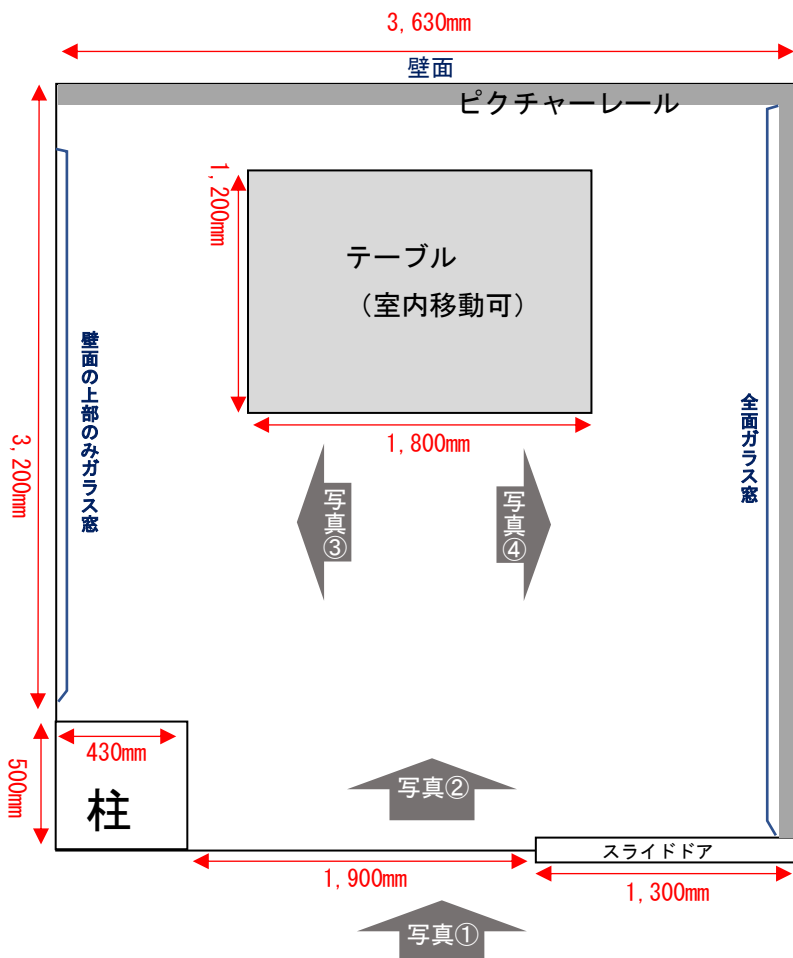 3,630mm
壁面
ピクチャーレール
1,200mm
テーブル
（室内移動可）
壁面の上部のみガラス窓
全面ガラス窓
3,200mm
1,800mm
写真③
写真④
430mm
500mm
柱
写真②
スライドドア
1,900mm
1,300mm
写真①